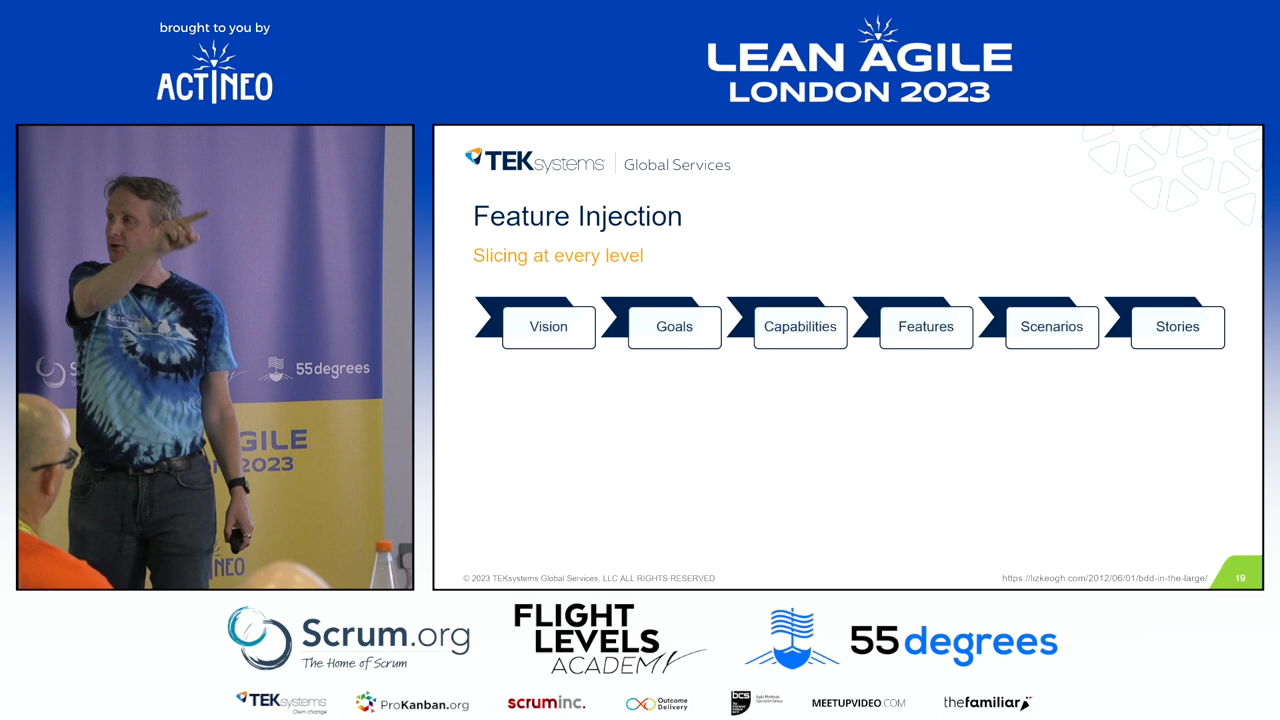 brought to you by
ACTINEO
LEAN AGILE
LONDON 2023
TEKsystems Global Services
Feature Injection
Slicing at every level
Vision
Goals
Capabilities
Features
Scenarios
Stories
© 2023 TEKsystems Global Services, LLC ALL RIGHTS RESERVED
https://lizkeogh.com/2012/06/01/bdd-in-the-large/
19
55degrees
AGILE
2023
NEO
Scrum.org
The Home of Scrum
FLIGHT
LEVELS
ACADEMY
55degrees
TEKsystems
Own change
ProKanban.org
scruminc.
Outcome
Delivery
bcs
MEETUPVIDEO.COM
thefamiliar